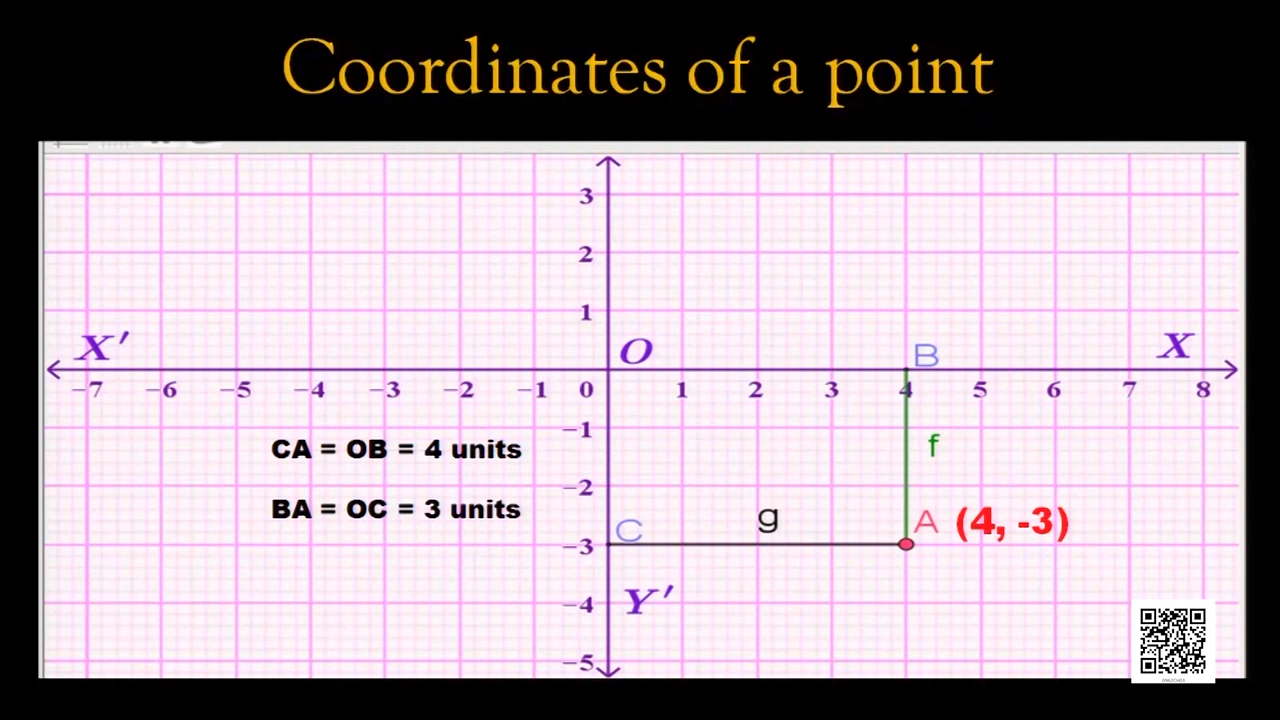 Coordinates of a point
3
2
1
X′ O B X
−7 −6 −5 −4 −3 −2 −1 0 1 2 3 4 5 6 7 8
−1
CA = OB = 4 units f
−2
BA = OC = 3 units g A (4, -3)
C
−3
−4 Y′
−5